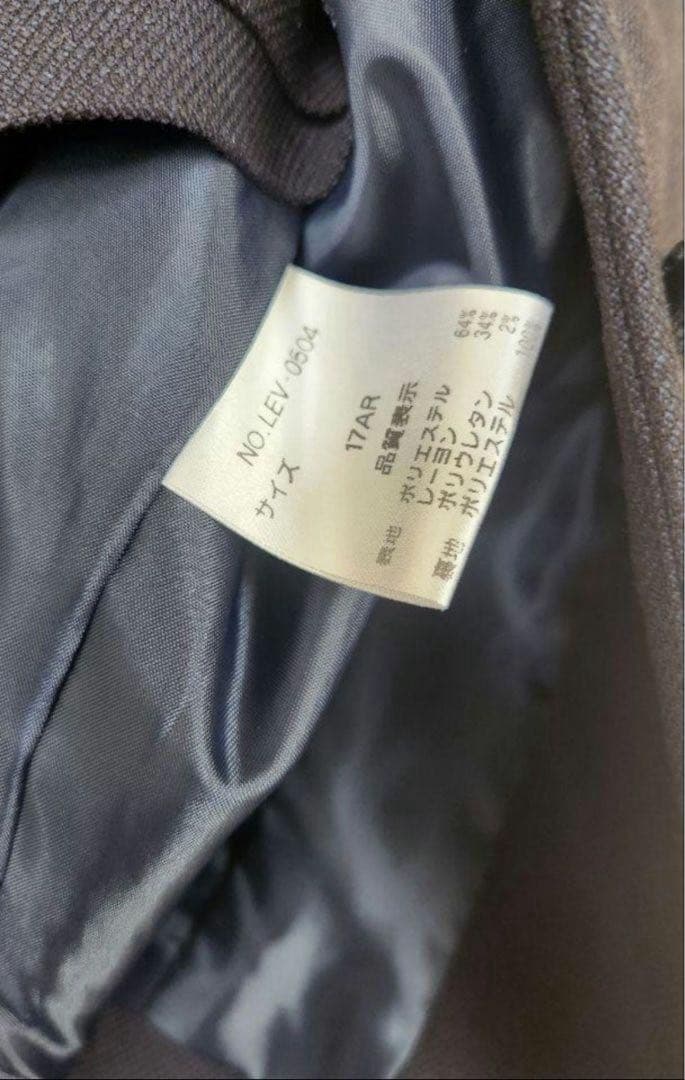 NO.LEV-0504
サイズ
17AR
品質表示
表地 ポリエステル 64%
レーヨン 34%
ポリウレタン 2%
裏地 ポリエステル 100%